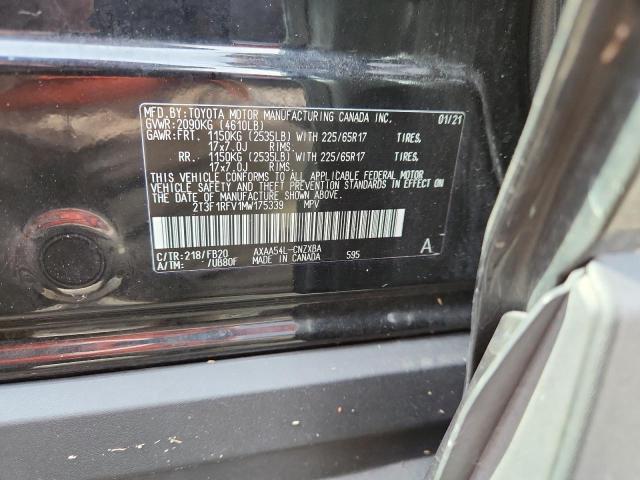 MFD.BY:TOYOTA MOTOR MANUFACTURING CANADA INC. 01/21
GVWR:2090KG (4610LB)
GAWR:FRT. 1150KG (2535LB) WITH 225/65R17 TIRES,
17x7.0J RIMS.
RR. 1150KG (2535LB) WITH 225/65R17 TIRES,
17x7.0J RIMS.
THIS VEHICLE CONFORMS TO ALL APPLICABLE FEDERAL MOTOR
VEHICLE SAFETY AND THEFT PREVENTION STANDARDS IN EFFECT ON
THE DATE OF MANUFACTURE SHOWN ABOVE.
2T3F1RFV1MW175339 MPV
C/TR:218/FB20 AXAA54L-CNZXBA 595 A
A/TM: /UB80F MADE IN CANADA